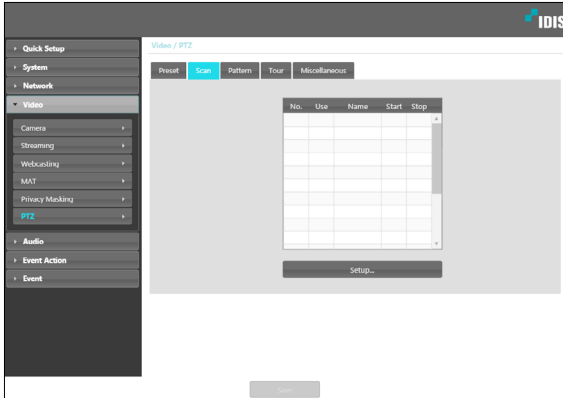 IDIS
Quick Setup
Video / PTZ
System
Preset Scan Pattern Tour Miscellaneous
Network
Video
No. Use Name Start Stop
Camera
Streaming
Webcasting
MAT
Privacy Masking
PTZ
Audio
Event Action
Setup...
Event
Save